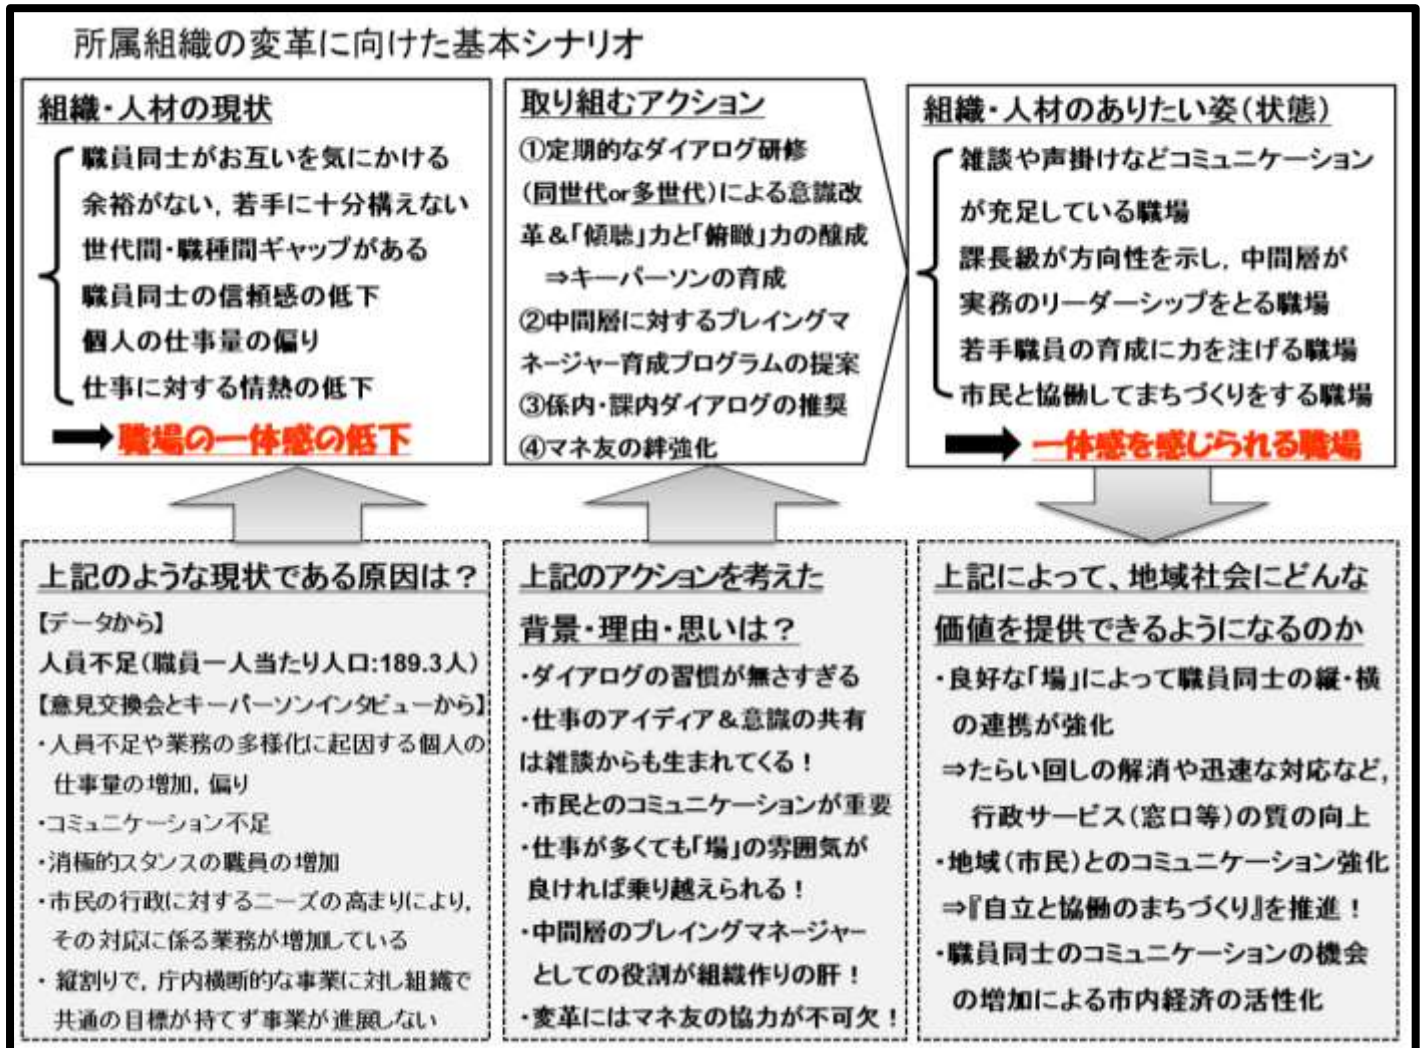 所属組織の変革に向けた基本シナリオ
組織・人材の現状
職員同士がお互いを気にかける
余裕がない，若手に十分構えない
世代間・職種間ギャップがある
職員同士の信頼感の低下
個人の仕事量の偏り
仕事に対する情熱の低下
職場の一体感の低下
取り組むアクション
①定期的なダイアログ研修
（同世代or多世代）による意識改
革＆「傾聴」力と「俯瞰」力の醸成
⇒キーパーソンの育成
②中間層に対するプレイングマ
ネージャー育成プログラムの提案
③係内・課内ダイアログの推奨
④マネ友の絆強化
組織・人材のありたい姿（状態）
雑談や声掛けなどコミュニケーション
が充足している職場
課長級が方向性を示し，中間層が
実務のリーダーシップをとる職場
若手職員の育成に力を注げる職場
市民と協働してまちづくりをする職場
一体感を感じられる職場
上記のような現状である原因は？
【データから】
人員不足（職員一人当たり人口:189.3人）
【意見交換会とキーパーソンインタビューから】
・人員不足や業務の多様化に起因する個人の
仕事量の増加，偏り
・コミュニケーション不足
・消極的スタンスの職員の増加
・市民の行政に対するニーズの高まりにより，
その対応に係る業務が増加している
・縦割りで，庁内横断的な事業に対し組織で
共通の目標が持てず事業が進展しない
上記のアクションを考えた
背景・理由・思いは？
・ダイアログの習慣が無さすぎる
・仕事のアイディア＆意識の共有
は雑談からも生まれてくる！
・市民とのコミュニケーションが重要
・仕事が多くても「場」の雰囲気が
良ければ乗り越えられる！
・中間層のプレイングマネージャー
としての役割が組織作りの肝！
・変革にはマネ友の協力が不可欠！
上記によって、地域社会にどんな
価値を提供できるようになるのか
・良好な「場」によって職員同士の縦・横
の連携が強化
⇒たらい回しの解消や迅速な対応など，
行政サービス（窓口等）の質の向上
・地域（市民）とのコミュニケーション強化
⇒『自立と協働のまちづくり』を推進！
・職員同士のコミュニケーションの機会
の増加による市内経済の活性化